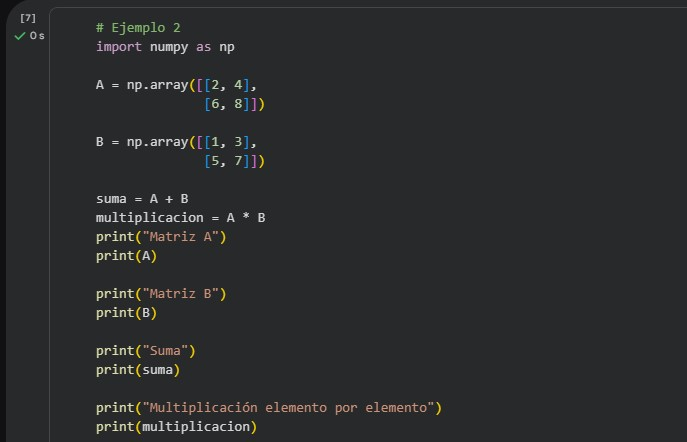 [7]
0 s
# Ejemplo 2
import numpy as np
A = np.array([[2, 4],
[6, 8]])
B = np.array([[1, 3],
[5, 7]])
suma = A + B
multiplicacion = A * B
print("Matriz A")
print(A)
print("Matriz B")
print(B)
print("Suma")
print(suma)
print("Multiplicación elemento por elemento")
print(multiplicacion)